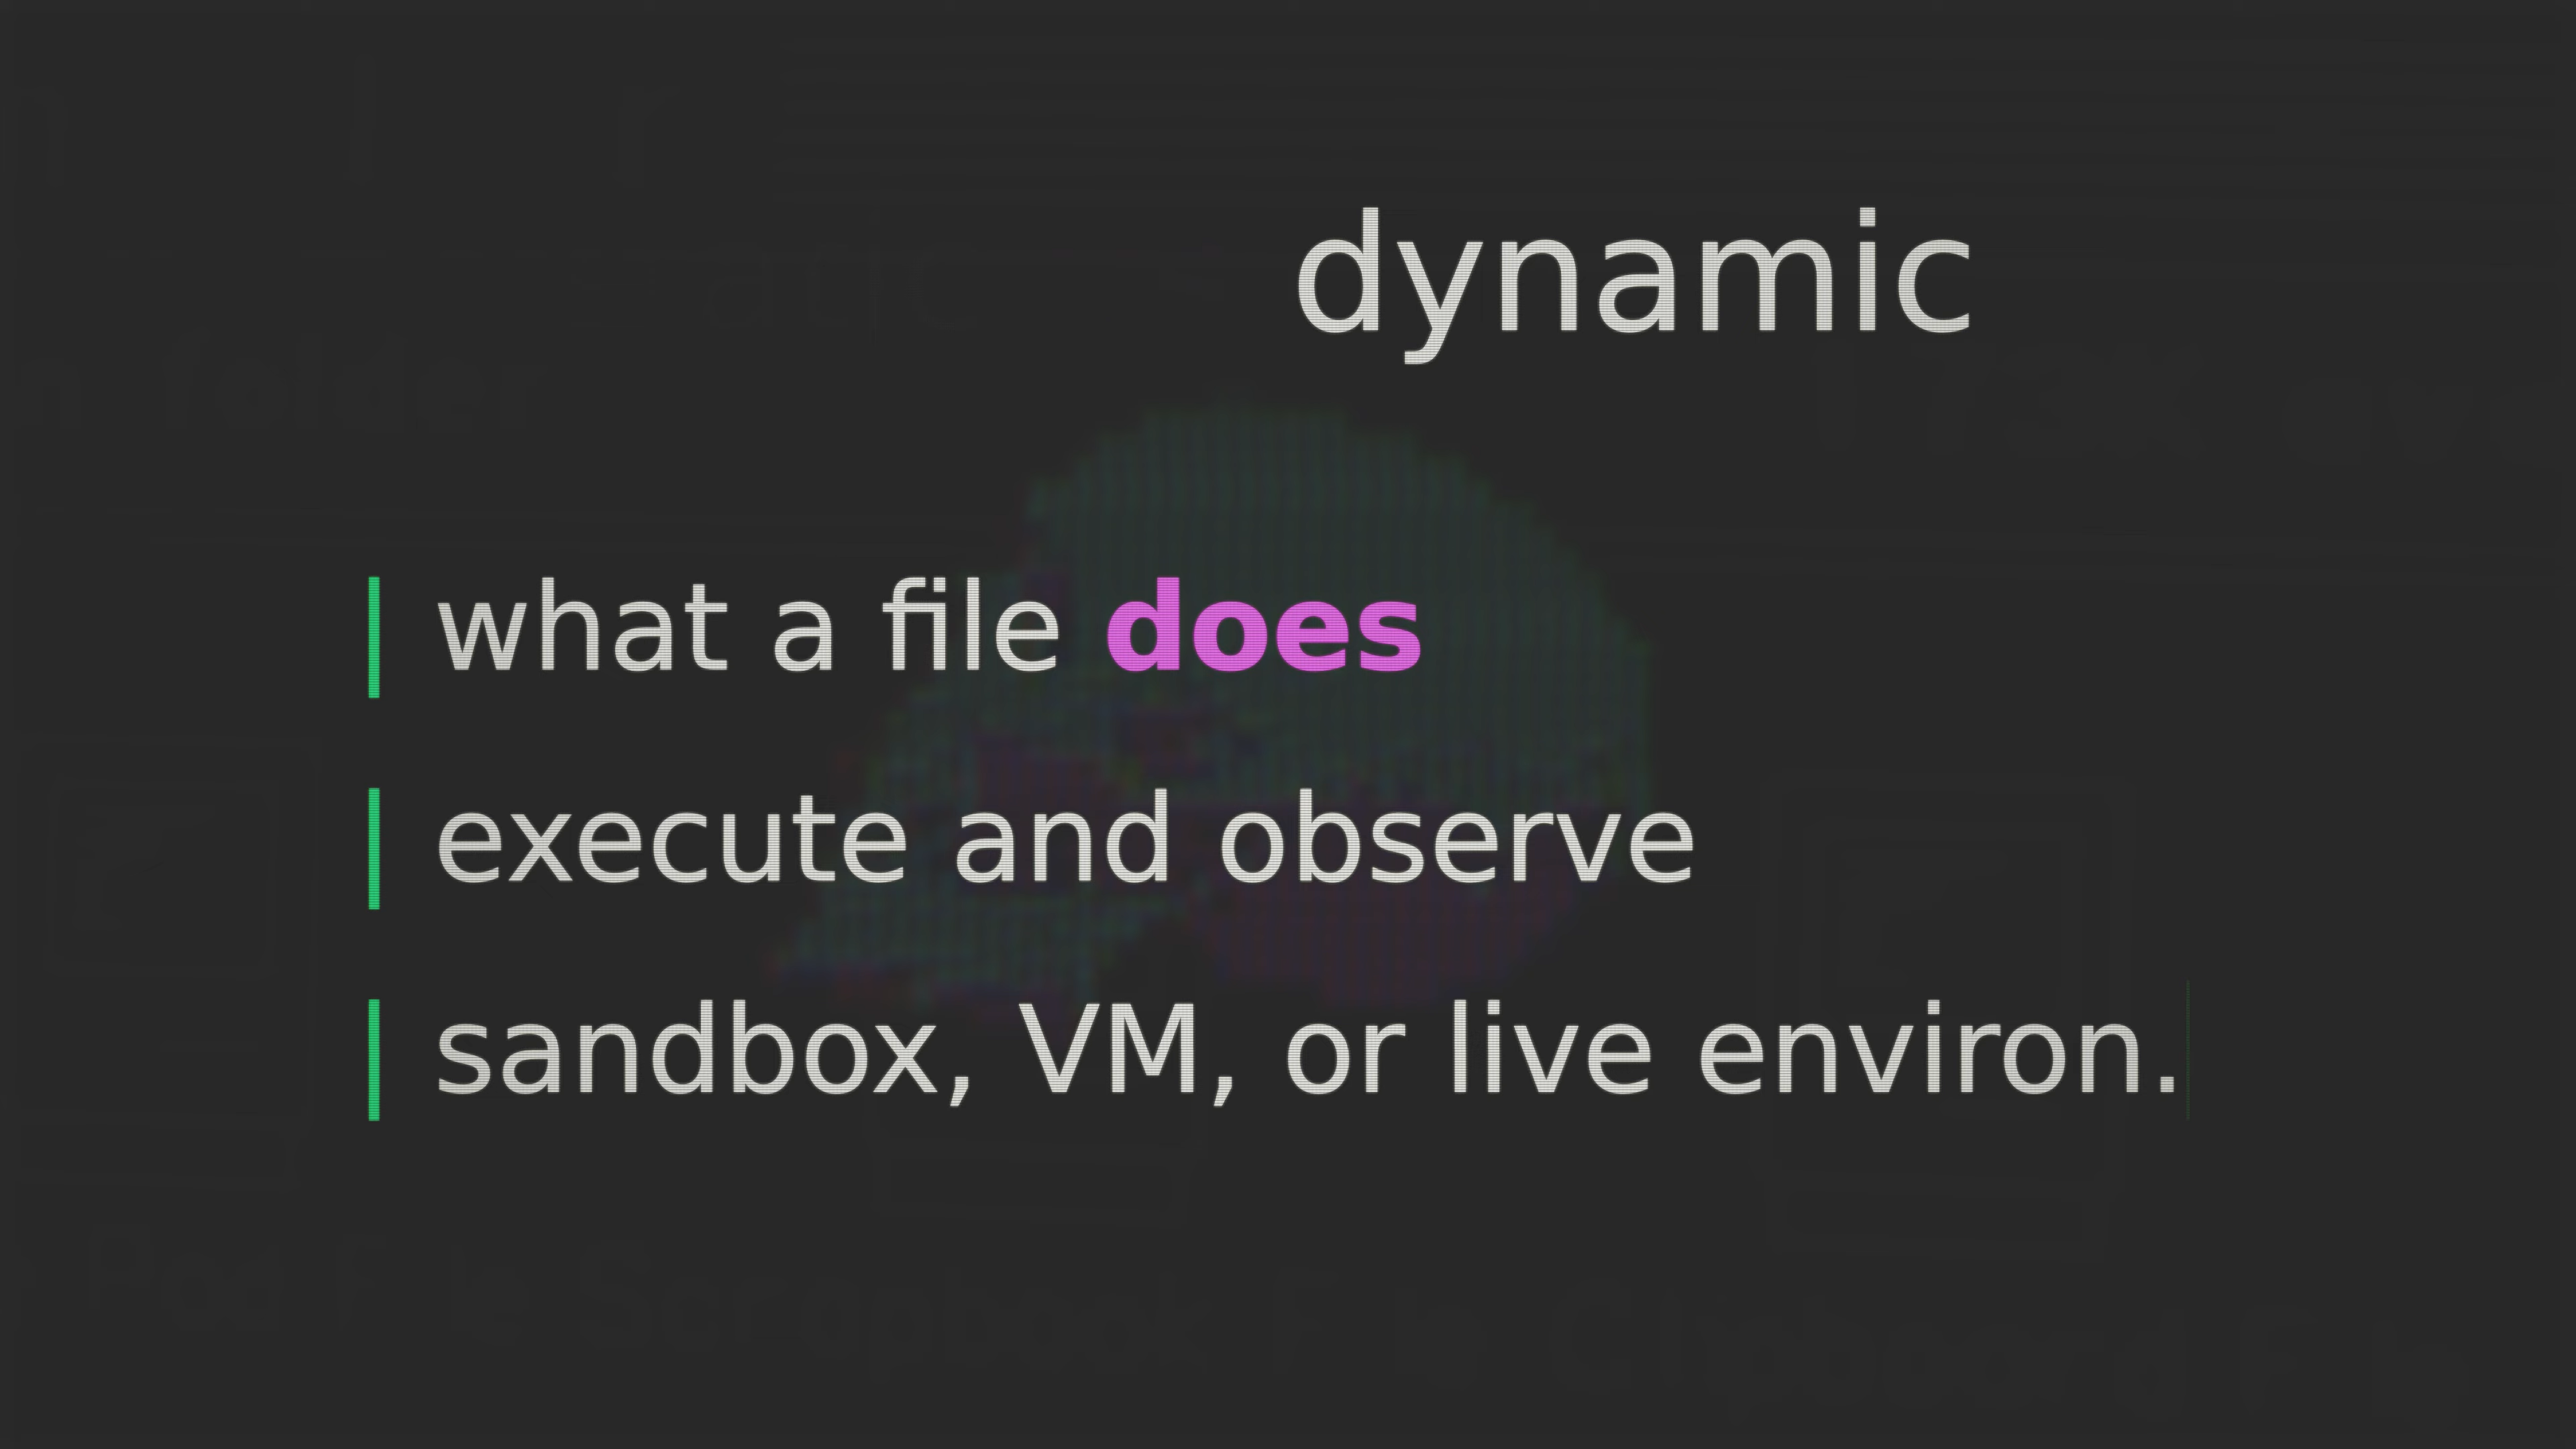 dynamic
what a file does
execute and observe
sandbox, VM, or live environ.